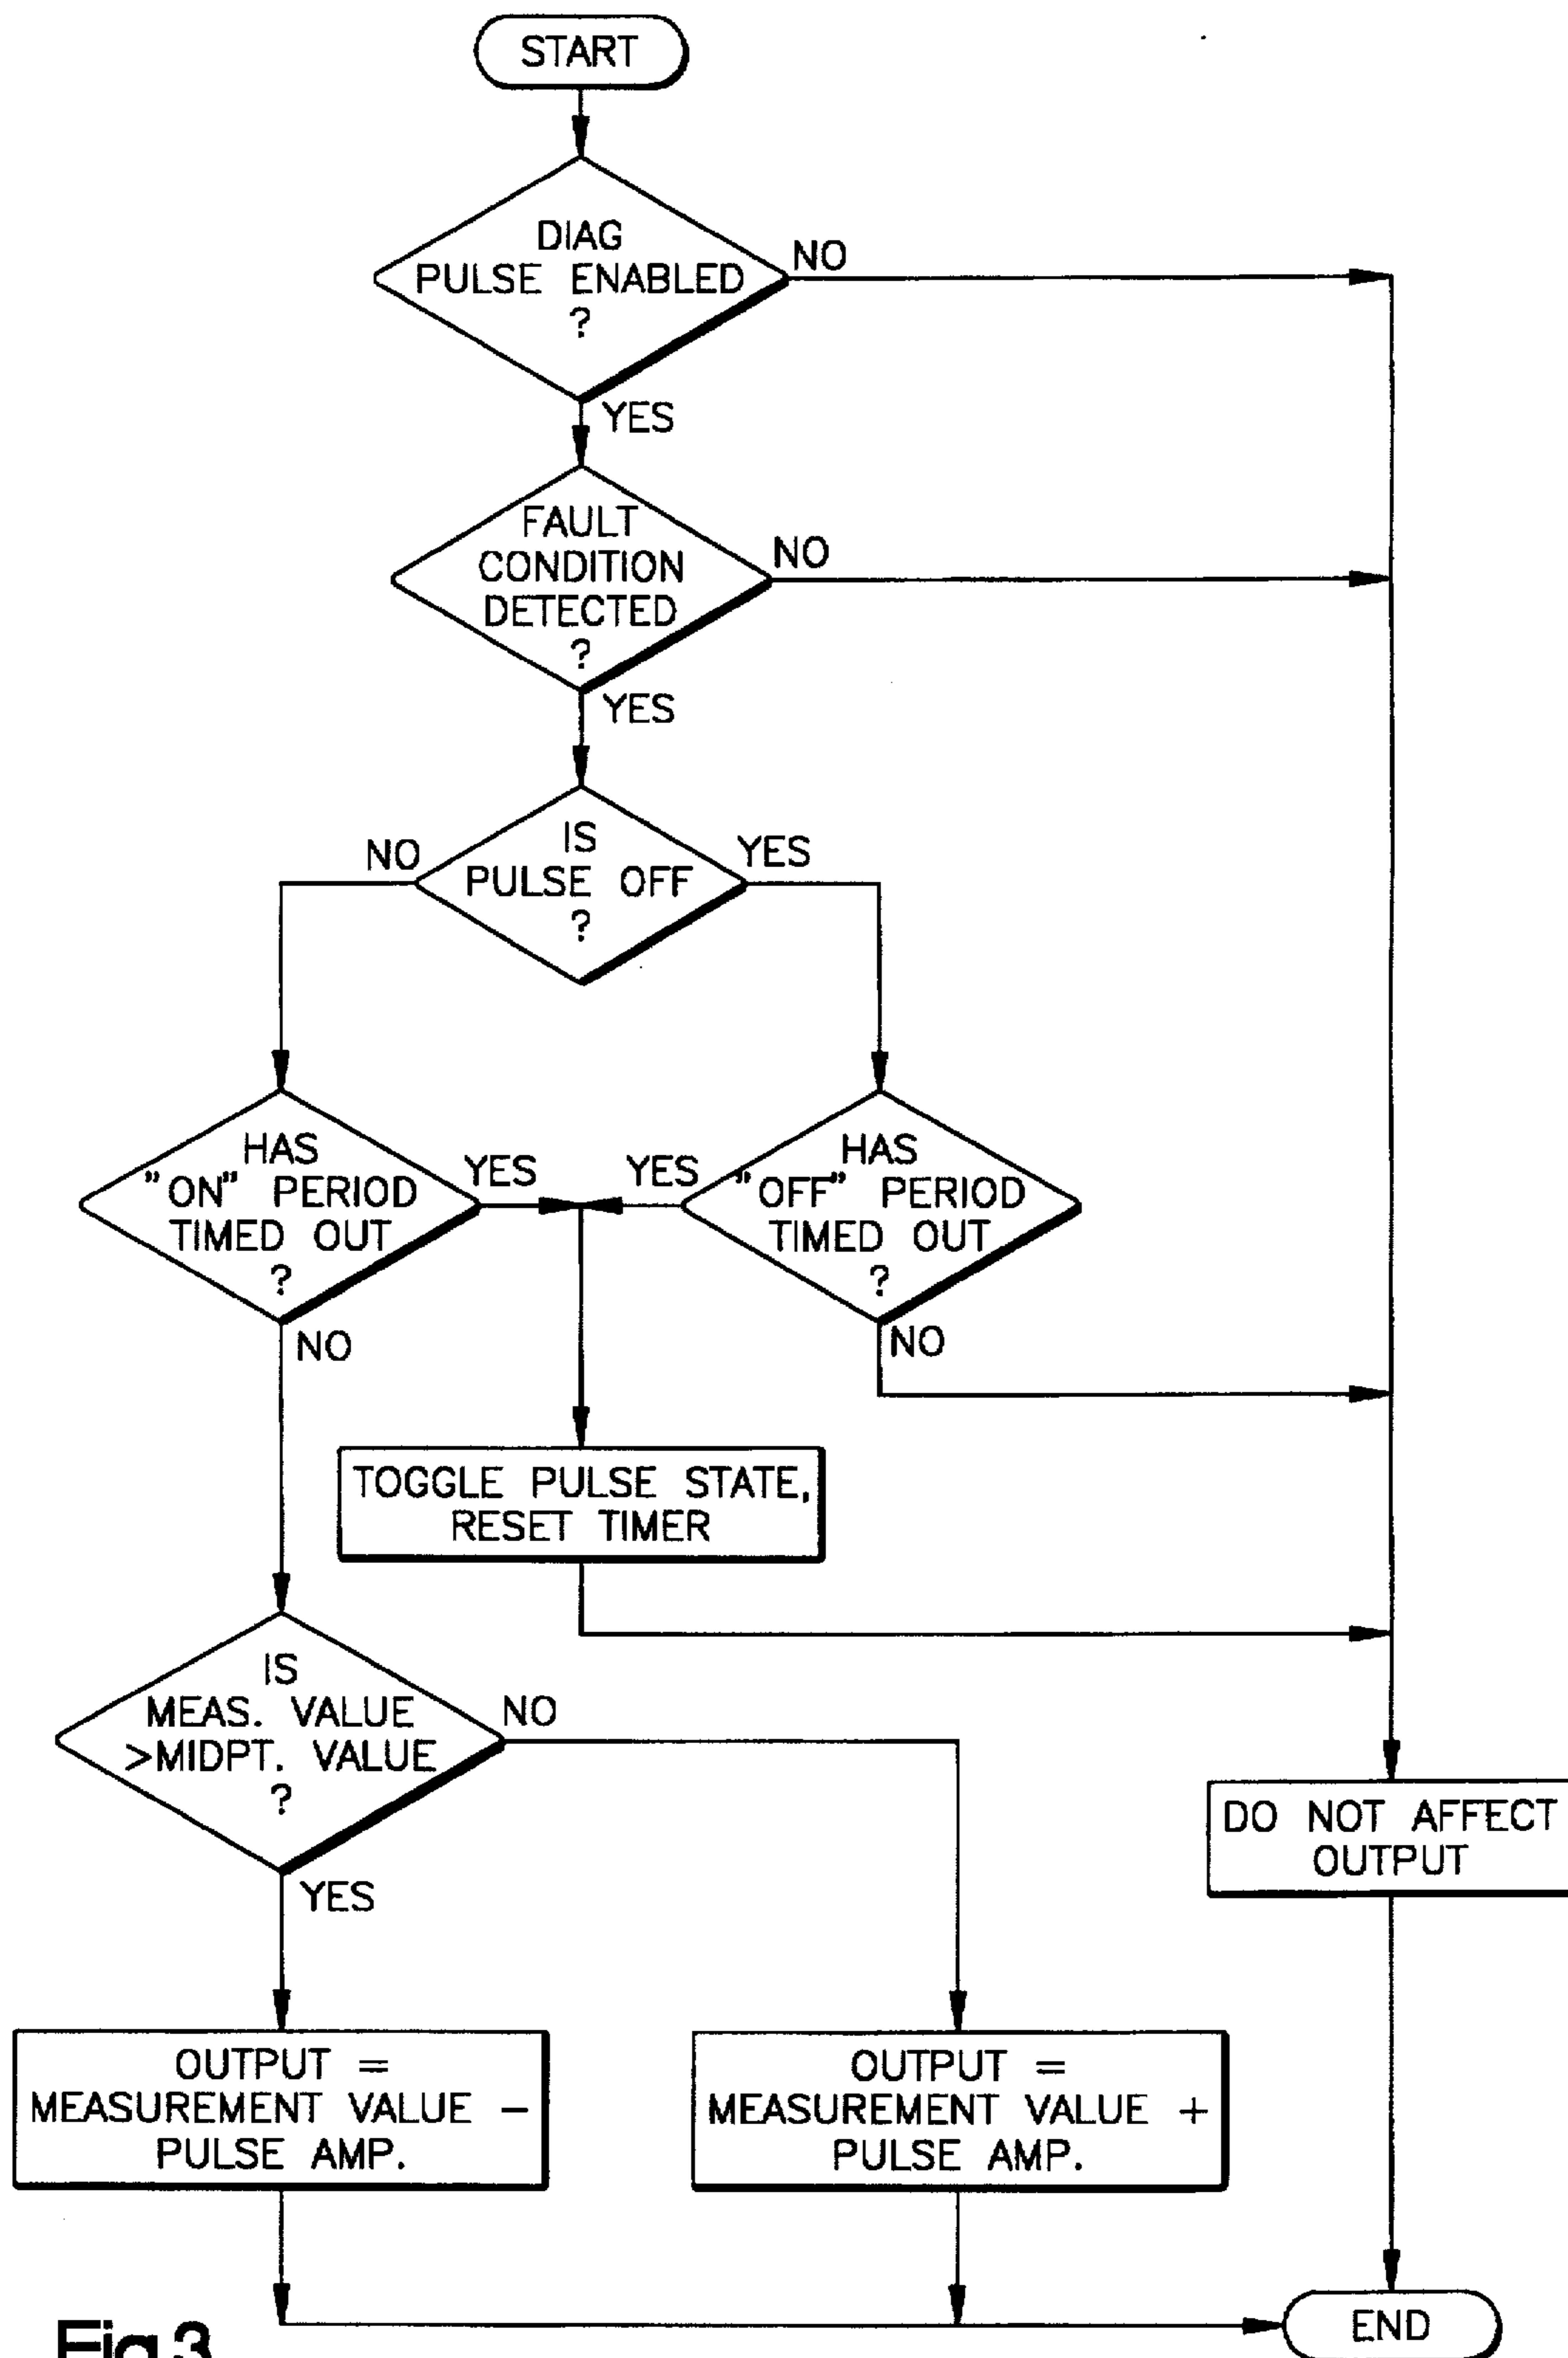 START
DIAG
PULSE ENABLED
?
NO
YES
FAULT
CONDITION
DETECTED
?
NO
YES
IS
PULSE OFF
?
NO
YES
HAS
"ON" PERIOD
TIMED OUT
?
YES
NO
HAS
"OFF" PERIOD
TIMED OUT
?
YES
NO
TOGGLE PULSE STATE,
RESET TIMER
IS
MEAS. VALUE
>MIDPT. VALUE
?
NO
YES
DO NOT AFFECT
OUTPUT
OUTPUT =
MEASUREMENT VALUE -
PULSE AMP.
OUTPUT =
MEASUREMENT VALUE +
PULSE AMP.
END
Fig.3